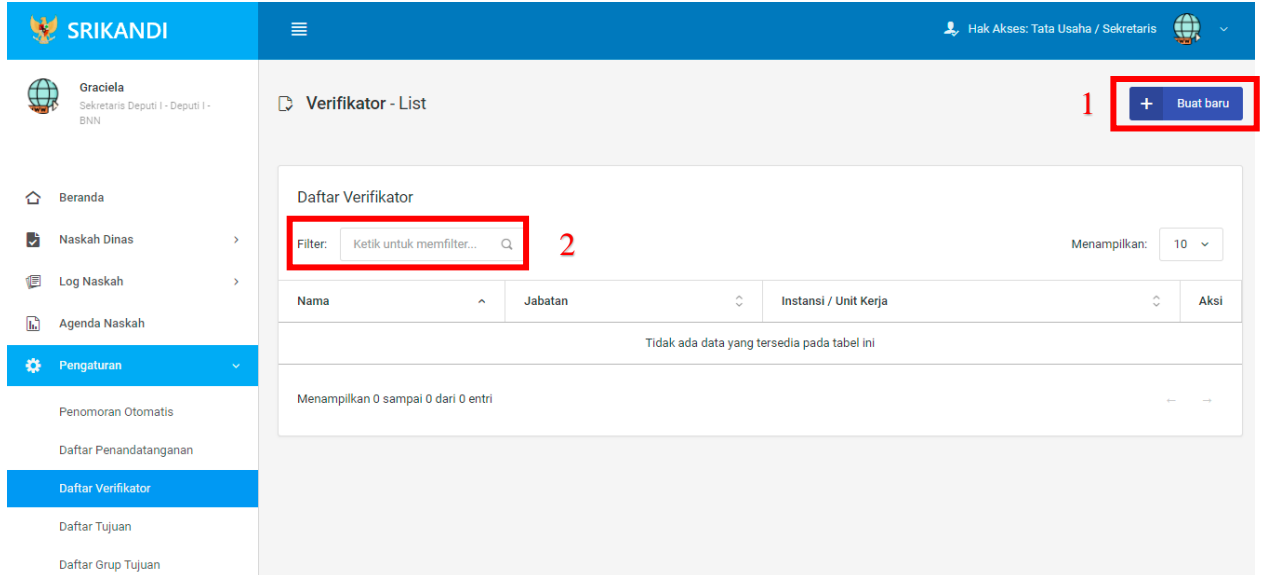 SRIKANDI
Hak Akses: Tata Usaha / Sekretaris
Graciela
Sekretaris Deputi I - Deputi I -
BNN
Verifikator - List
1
+ Buat baru
Beranda
Naskah Dinas
Log Naskah
Agenda Naskah
Pengaturan
Penomoran Otomatis
Daftar Penandatanganan
Daftar Verifikator
Daftar Tujuan
Daftar Grup Tujuan
Daftar Verifikator
Filter: Ketik untuk memfilter... 2 Menampilkan: 10
Nama Jabatan Instansi / Unit Kerja Aksi
Tidak ada data yang tersedia pada tabel ini
Menampilkan 0 sampai 0 dari 0 entri ← →